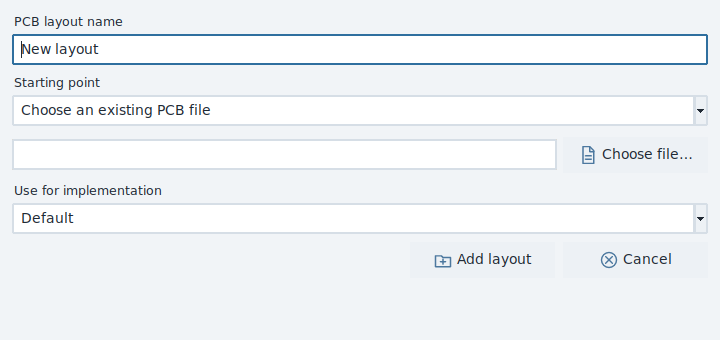 PCB layout name
New layout
Starting point
Choose an existing PCB file
Choose file...
Use for implementation
Default
Add layout
Cancel